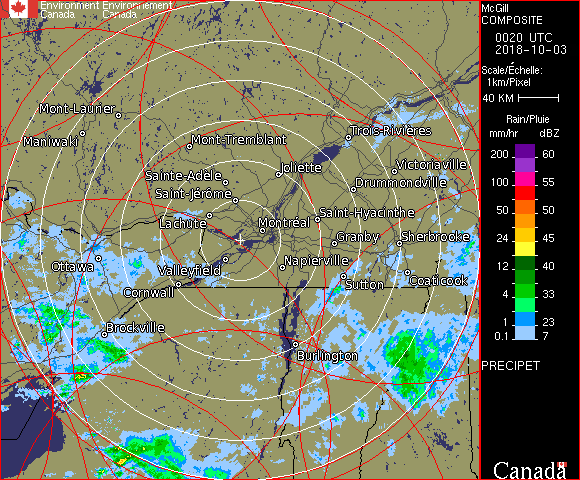 Environment Environnement
Canada Canada
McGill
COMPOSITE
0020 UTC
2018-10-03
Scale/Échelle:
1km/Pixel
40 KM
Rain/Pluie
mm/hr dBZ
200 60
100 55
50 50
24 45
12 40
4 33
1 23
0.1 7
PRECIPET
Canada
Mont-Laurier
Maniwaki
Mont-Tremblant
Trois-Rivières
Joliette
Victoriaville
Sainte-Adèle
Drummondville
Saint-Jérôme
Saint-Hyacinthe
Lachute
Montréal
Granby
Sherbrooke
Ottawa
Valleyfield
Napierville
Coaticook
Cornwall
Sutton
Brockville
Burlington